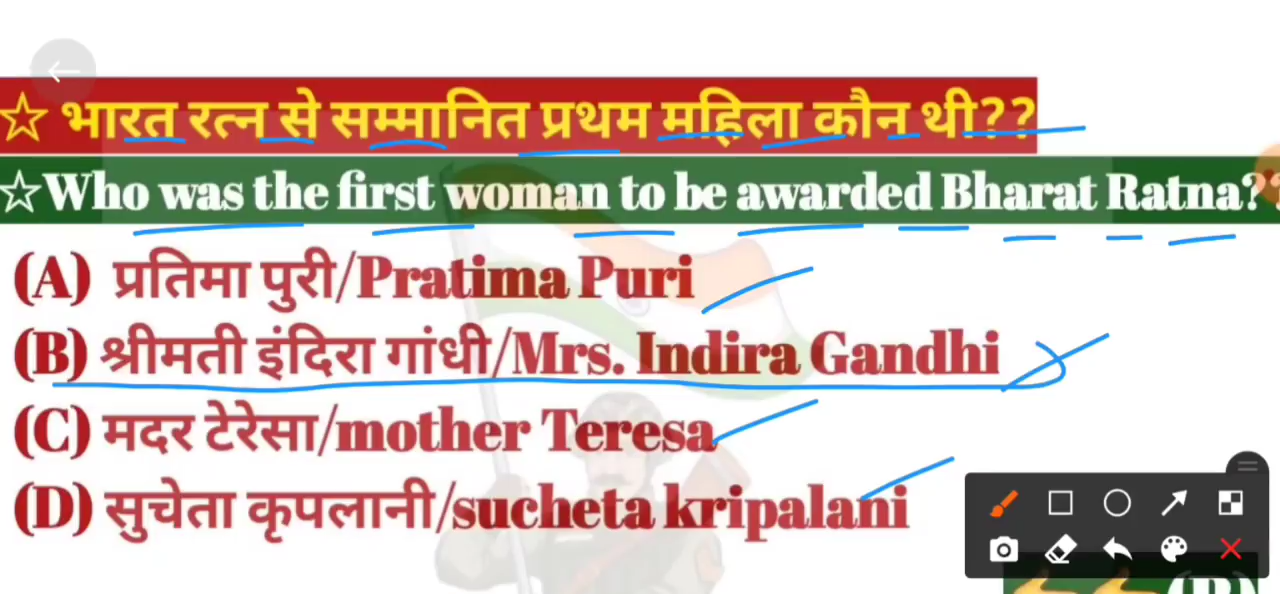 ☆ भारत रत्न से सम्मानित प्रथम महिला कौन थी??
☆Who was the first woman to be awarded Bharat Ratna?
(A) प्रतिमा पुरी/Pratima Puri
(B) श्रीमती इंदिरा गांधी/Mrs. Indira Gandhi
(C) मदर टेरेसा/mother Teresa
(D) सुचेता कृपलानी/sucheta kripalani